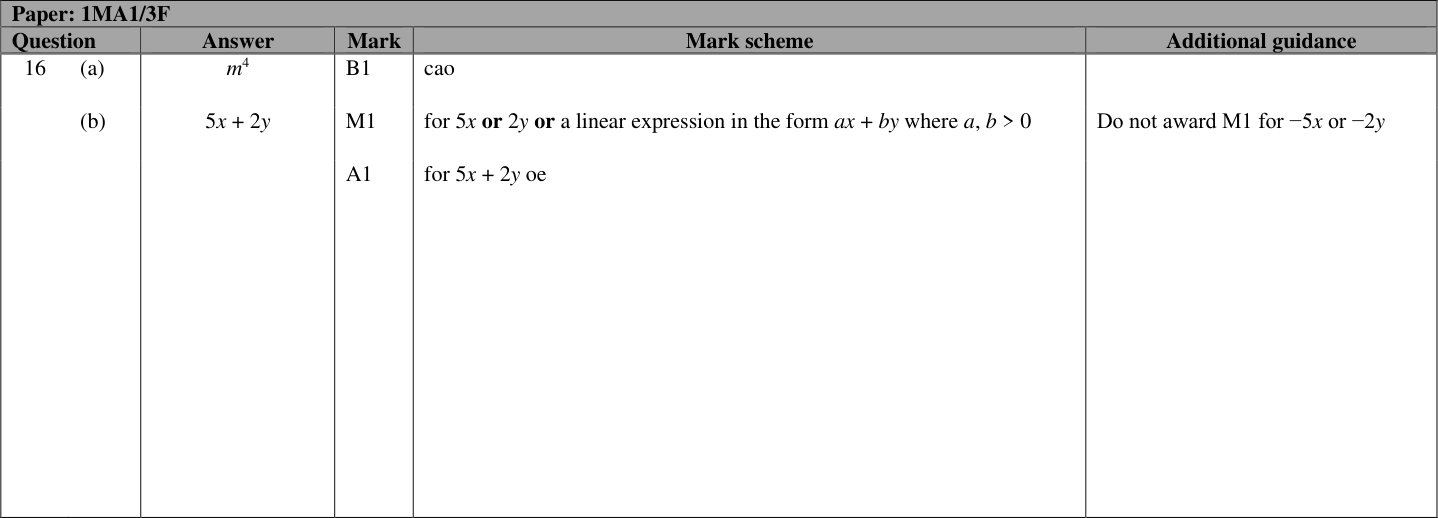 Paper: 1MA1/3F
Question Answer Mark Mark scheme Additional guidance
16 (a) m⁴ B1 cao
(b) 5x + 2y M1 for 5x or 2y or a linear expression in the form ax + by where a, b > 0 Do not award M1 for −5x or −2y
A1 for 5x + 2y oe